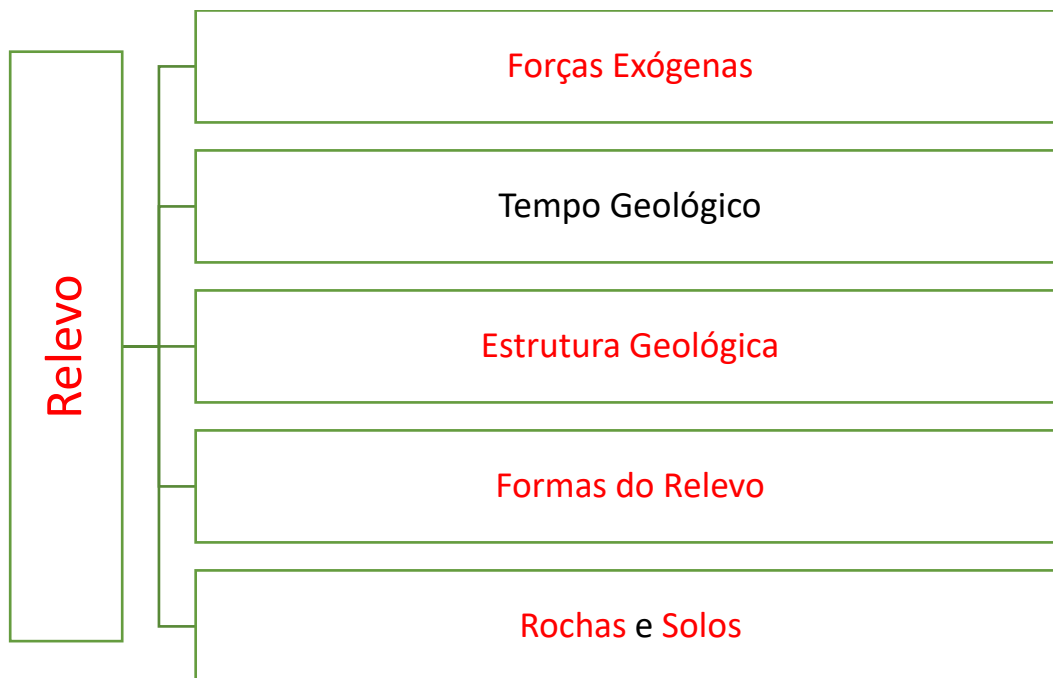 Relevo
Forças Exógenas
Tempo Geológico
Estrutura Geológica
Formas do Relevo
Rochas e Solos